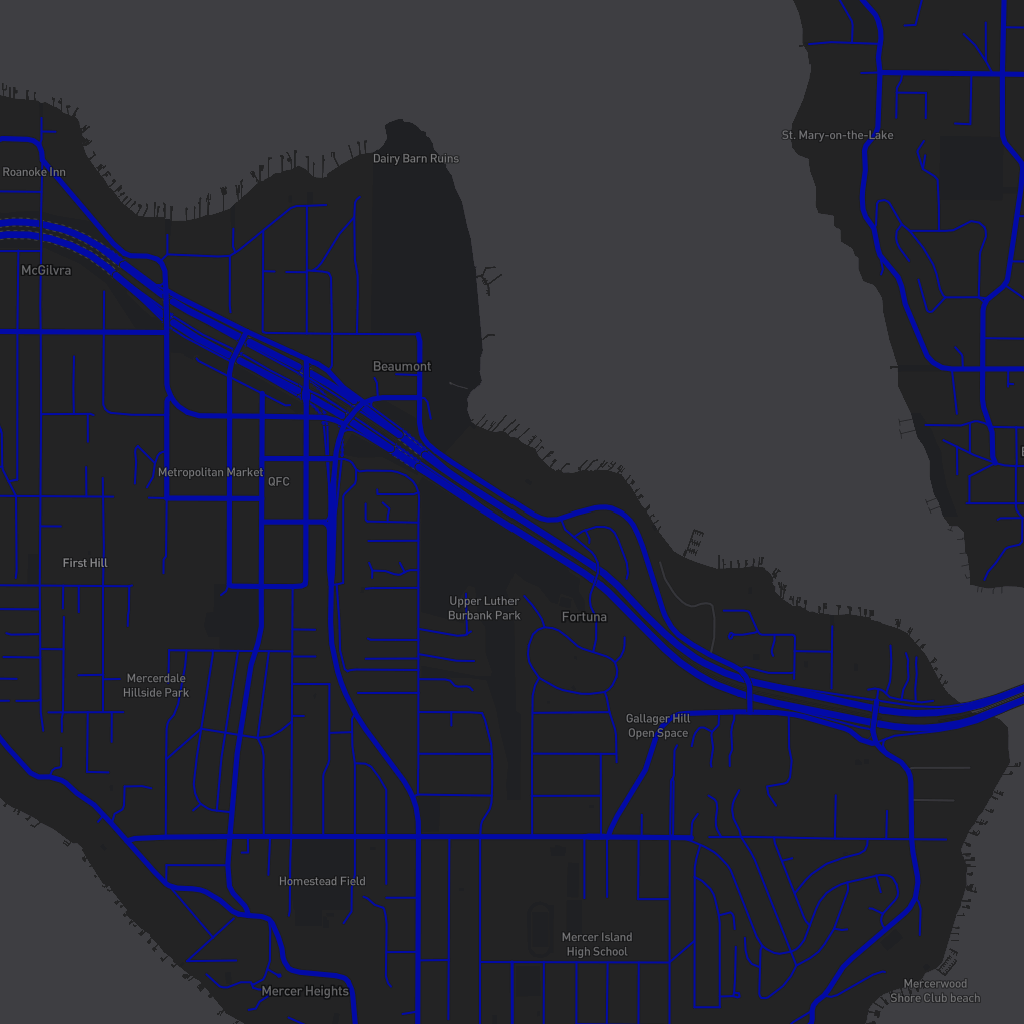 St. Mary-on-the-Lake
Dairy Barn Ruins
Roanoke Inn
McGilvra
Beaumont
Metropolitan Market
QFC
First Hill
Upper Luther
Burbank Park
Fortuna
Mercerdale
Hillside Park
Gallager Hill
Open Space
Homestead Field
Mercer Island
High School
Mercer Heights
Mercerwood
Shore Club beach